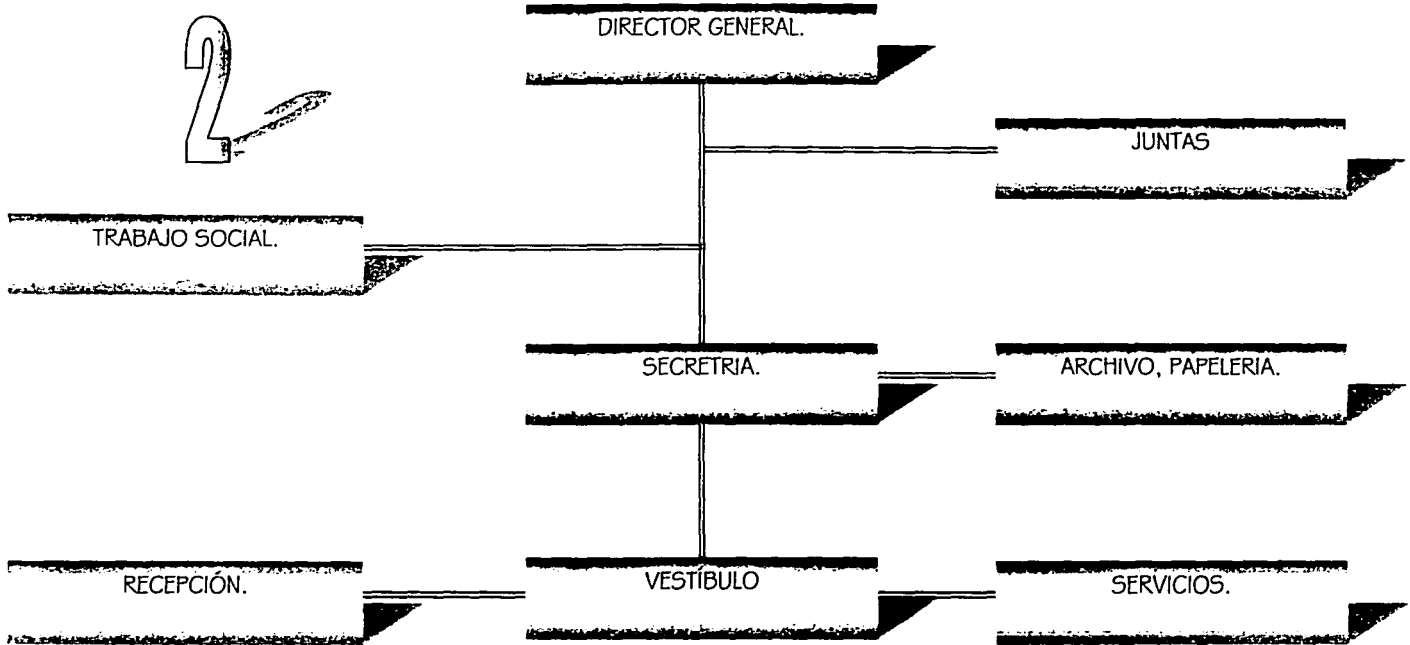 2
DIRECTOR GENERAL.
JUNTAS
TRABAJO SOCIAL.
SECRETRIA.
ARCHIVO, PAPELERIA.
RECEPCIÓN.
VESTÍBULO
SERVICIOS.